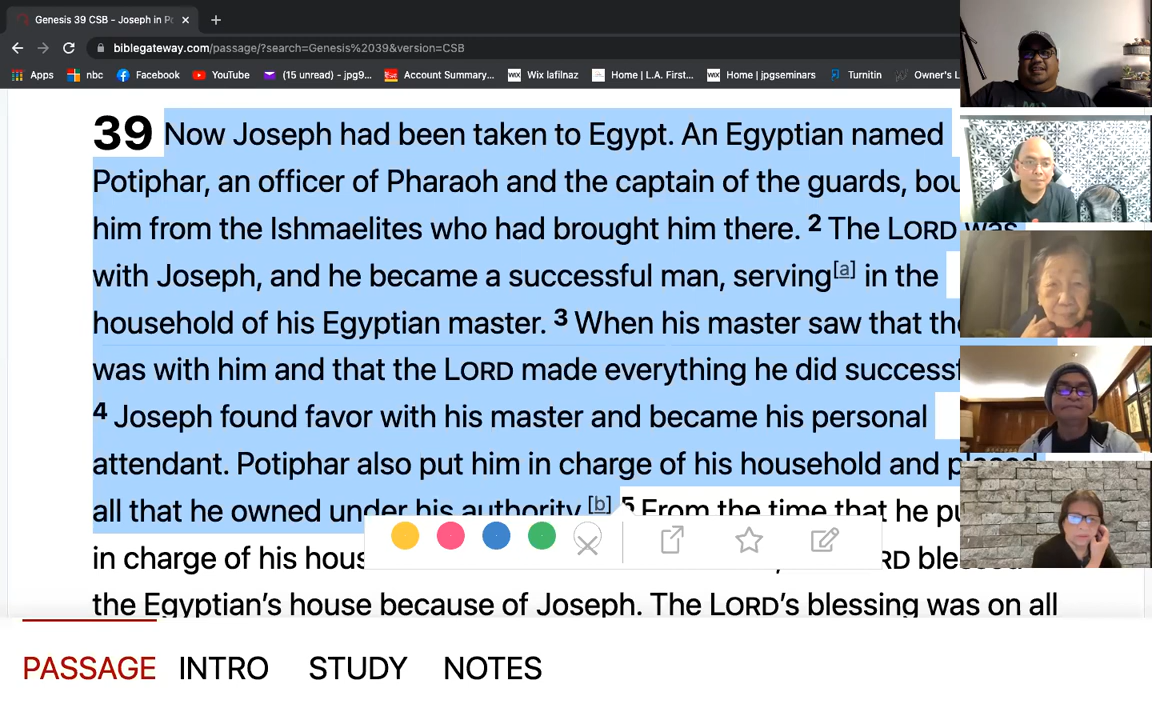 Genesis 39 CSB - Joseph in Po
biblegateway.com/passage/?search=Genesis%2039&version=CSB
Apps nbc Facebook YouTube (15 unread) - jpg9... Account Summary... Wix lafilnaz Home | L.A. First... Home | jpgseminars Turnitin Owner's L
39 Now Joseph had been taken to Egypt. An Egyptian named
Potiphar, an officer of Pharaoh and the captain of the guards, bou
him from the Ishmaelites who had brought him there. 2 The LORD was
with Joseph, and he became a successful man, serving[a] in the
household of his Egyptian master. 3 When his master saw that the
was with him and that the LORD made everything he did successf
4 Joseph found favor with his master and became his personal
attendant. Potiphar also put him in charge of his household and placed
all that he owned under his authority.[b] 5 From the time that he pu
in charge of his hous RD blessed
the Egyptian's house because of Joseph. The LORD's blessing was on all
PASSAGE INTRO STUDY NOTES